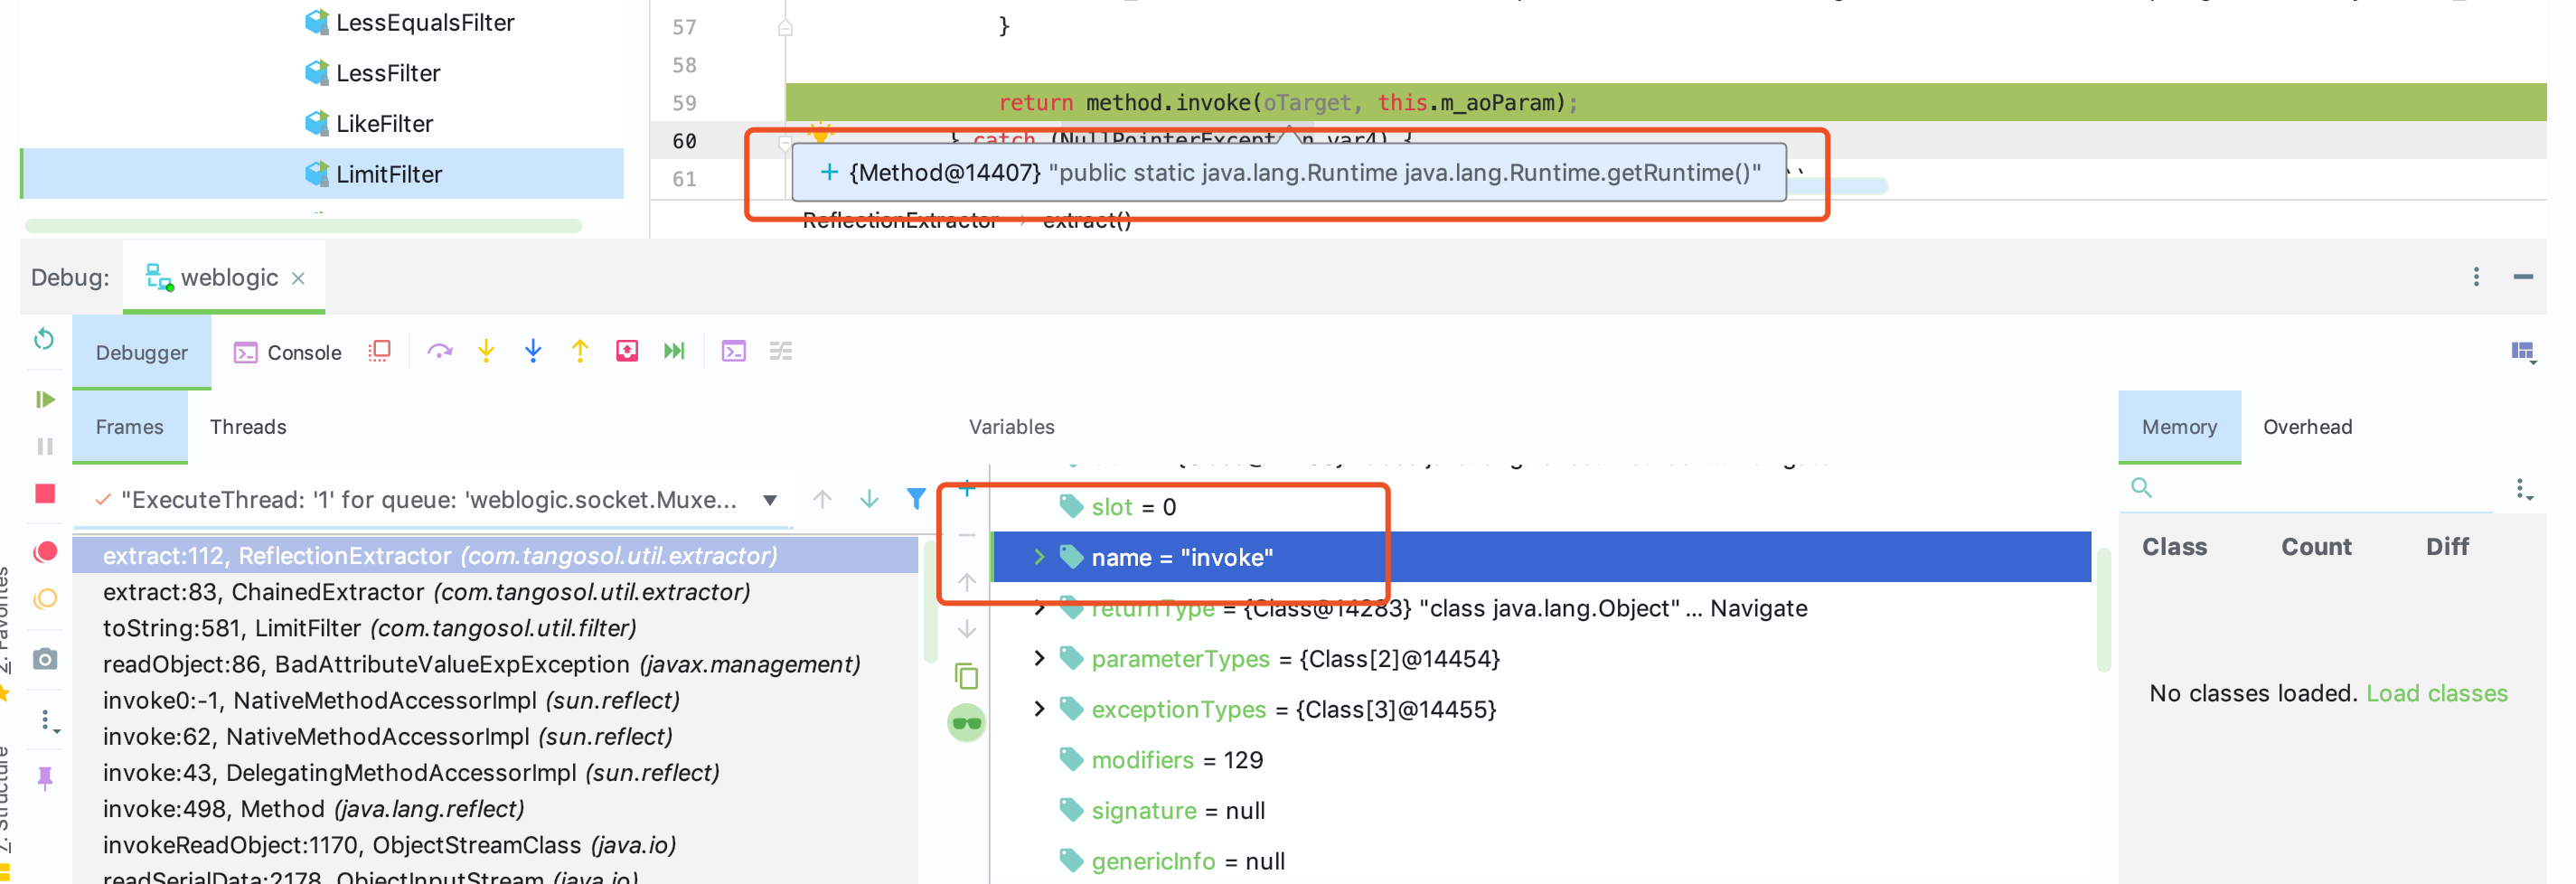 LessEqualsFilter
LessFilter
LikeFilter
LimitFilter
57 }
58
59 return method.invoke(oTarget, this.m_aoParam);
60 } catch (NullPointerExcept n var4) {
61
+ {Method@14407} "public static java.lang.Runtime java.lang.Runtime.getRuntime()"
ReflectionExtractor › extract()
Debug: weblogic ×
Debugger Console
Frames Threads
Variables
Memory Overhead
"ExecuteThread: '1' for queue: 'weblogic.socket.Muxe...
extract:112, ReflectionExtractor (com.tangosol.util.extractor)
extract:83, ChainedExtractor (com.tangosol.util.extractor)
toString:581, LimitFilter (com.tangosol.util.filter)
readObject:86, BadAttributeValueExpException (javax.management)
invoke0:-1, NativeMethodAccessorImpl (sun.reflect)
invoke:62, NativeMethodAccessorImpl (sun.reflect)
invoke:43, DelegatingMethodAccessorImpl (sun.reflect)
invoke:498, Method (java.lang.reflect)
invokeReadObject:1170, ObjectStreamClass (java.io)
readSerialData:2178, ObjectInputStream (java.io)
slot = 0
name = "invoke"
returnType = {Class@14283} "class java.lang.Object" ... Navigate
parameterTypes = {Class[2]@14454}
exceptionTypes = {Class[3]@14455}
modifiers = 129
signature = null
genericInfo = null
Class Count Diff
No classes loaded. Load classes
2: Favorites
7: Structure